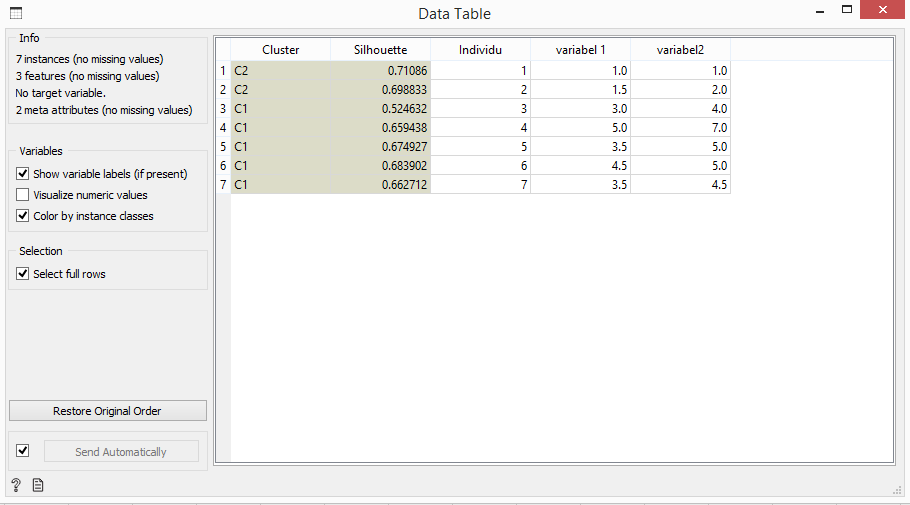 Data Table
Info
7 instances (no missing values)
3 features (no missing values)
No target variable.
2 meta attributes (no missing values)
Variables
Show variable labels (if present)
Visualize numeric values
Color by instance classes
Selection
Select full rows
Restore Original Order
Send Automatically
Cluster Silhouette Individu variabel 1 variabel2
1 C2 0.71086 1 1.0 1.0
2 C2 0.698833 2 1.5 2.0
3 C1 0.524632 3 3.0 4.0
4 C1 0.659438 4 5.0 7.0
5 C1 0.674927 5 3.5 5.0
6 C1 0.683902 6 4.5 5.0
7 C1 0.662712 7 3.5 4.5